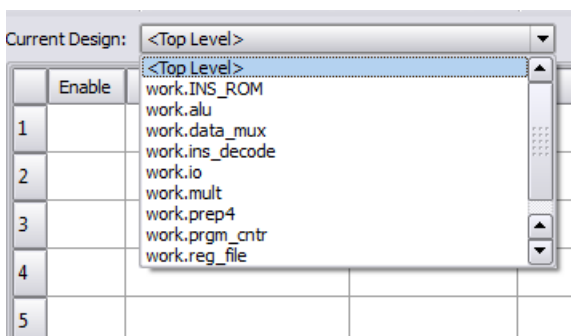 Current Design: <Top Level>
<Top Level>
Enable
work.INS_ROM
work.alu
1
work.data_mux
work.ins_decode
2
work.io
work.mult
3
work.prep4
work.prgm_cntr
4
work.reg_file
5